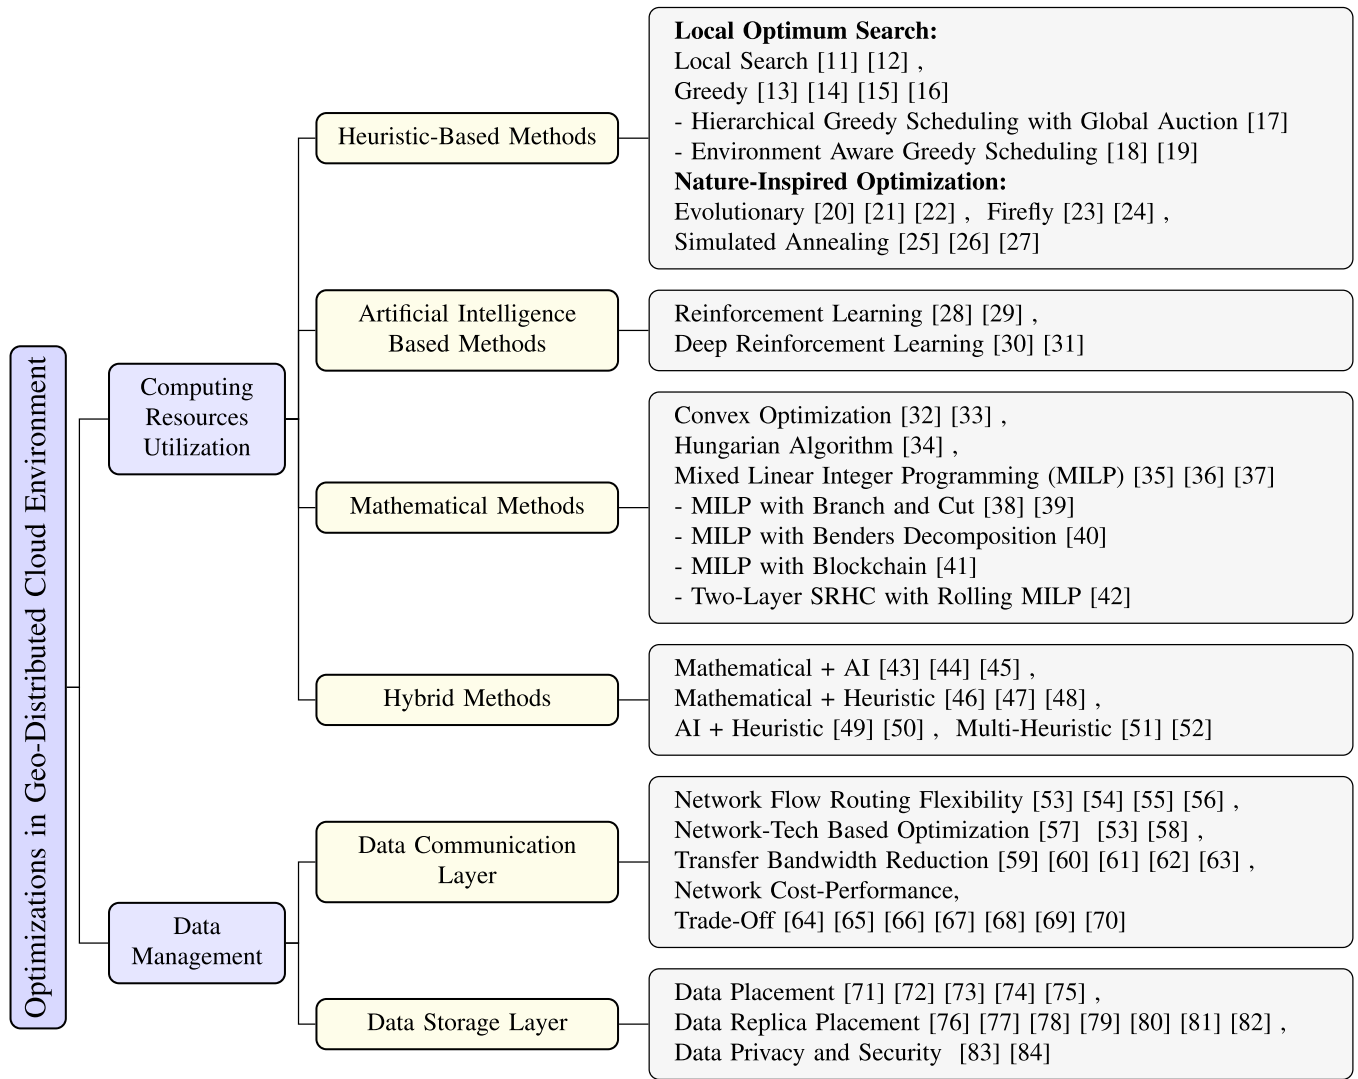 Optimizations in Geo-Distributed Cloud Environment
Computing
Resources
Utilization
Heuristic-Based Methods
Local Optimum Search:
Local Search [11] [12] ,
Greedy [13] [14] [15] [16]
- Hierarchical Greedy Scheduling with Global Auction [17]
- Environment Aware Greedy Scheduling [18] [19]
Nature-Inspired Optimization:
Evolutionary [20] [21] [22] , Firefly [23] [24] ,
Simulated Annealing [25] [26] [27]
Artificial Intelligence
Based Methods
Reinforcement Learning [28] [29] ,
Deep Reinforcement Learning [30] [31]
Mathematical Methods
Convex Optimization [32] [33] ,
Hungarian Algorithm [34] ,
Mixed Linear Integer Programming (MILP) [35] [36] [37]
- MILP with Branch and Cut [38] [39]
- MILP with Benders Decomposition [40]
- MILP with Blockchain [41]
- Two-Layer SRHC with Rolling MILP [42]
Hybrid Methods
Mathematical + AI [43] [44] [45] ,
Mathematical + Heuristic [46] [47] [48] ,
AI + Heuristic [49] [50] , Multi-Heuristic [51] [52]
Data
Management
Data Communication
Layer
Network Flow Routing Flexibility [53] [54] [55] [56] ,
Network-Tech Based Optimization [57] [53] [58] ,
Transfer Bandwidth Reduction [59] [60] [61] [62] [63] ,
Network Cost-Performance,
Trade-Off [64] [65] [66] [67] [68] [69] [70]
Data Storage Layer
Data Placement [71] [72] [73] [74] [75] ,
Data Replica Placement [76] [77] [78] [79] [80] [81] [82] ,
Data Privacy and Security [83] [84]